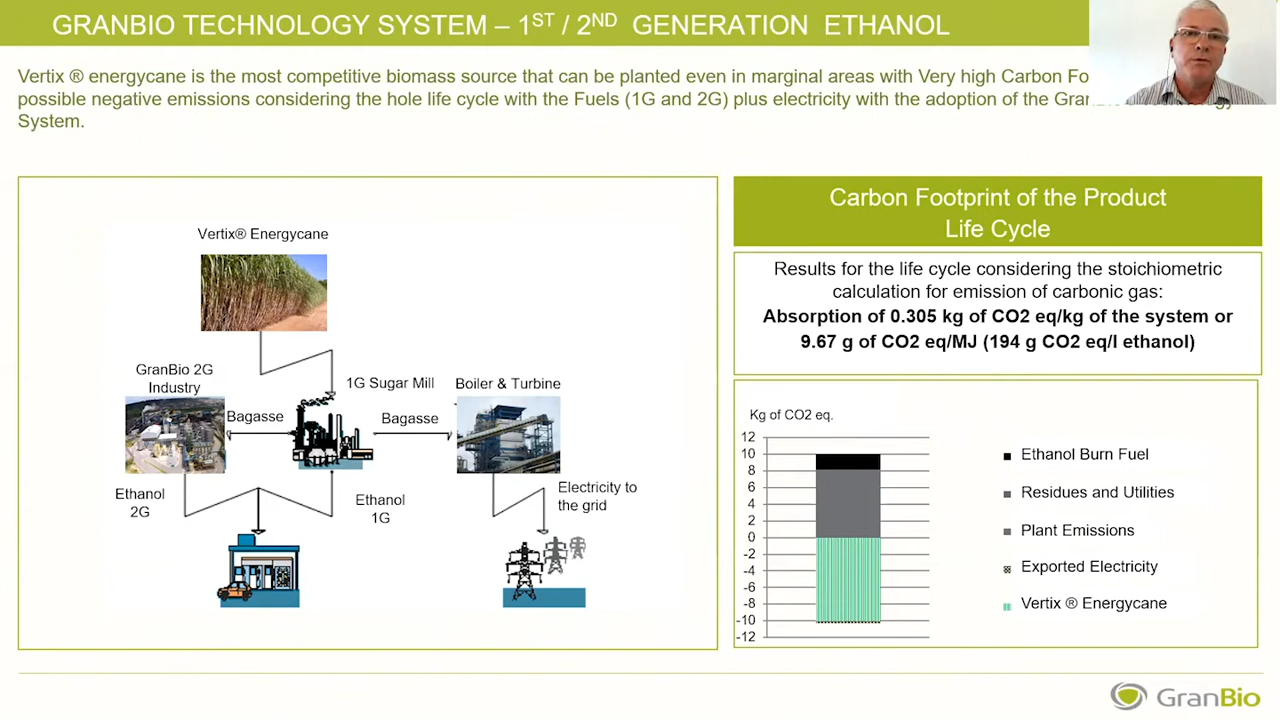 GRANBIO TECHNOLOGY SYSTEM – 1ST / 2ND GENERATION ETHANOL
Vertix ® energycane is the most competitive biomass source that can be planted even in marginal areas with Very high Carbon
possible negative emissions considering the hole life cycle with the Fuels (1G and 2G) plus electricity with the adoption of the
System.
Vertix® Energycane
GranBio 2G
Industry
1G Sugar Mill
Boiler & Turbine
Bagasse
Bagasse
Ethanol
2G
Ethanol
1G
Electricity to
the grid
Carbon Footprint of the Product
Life Cycle
Results for the life cycle considering the stoichiometric
calculation for emission of carbonic gas:
Absorption of 0.305 kg of CO2 eq/kg of the system or
9.67 g of CO2 eq/MJ (194 g CO2 eq/l ethanol)
Kg of CO2 eq.
12
10
8
6
4
2
0
-2
-4
-6
-8
-10
-12
Ethanol Burn Fuel
Residues and Utilities
Plant Emissions
Exported Electricity
Vertix ® Energycane
GranBio